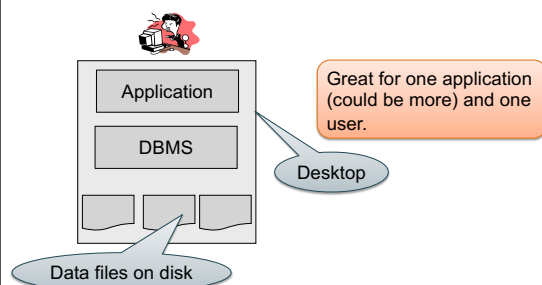 Application
DBMS
Great for one application
(could be more) and one
user.
Desktop
Data files on disk